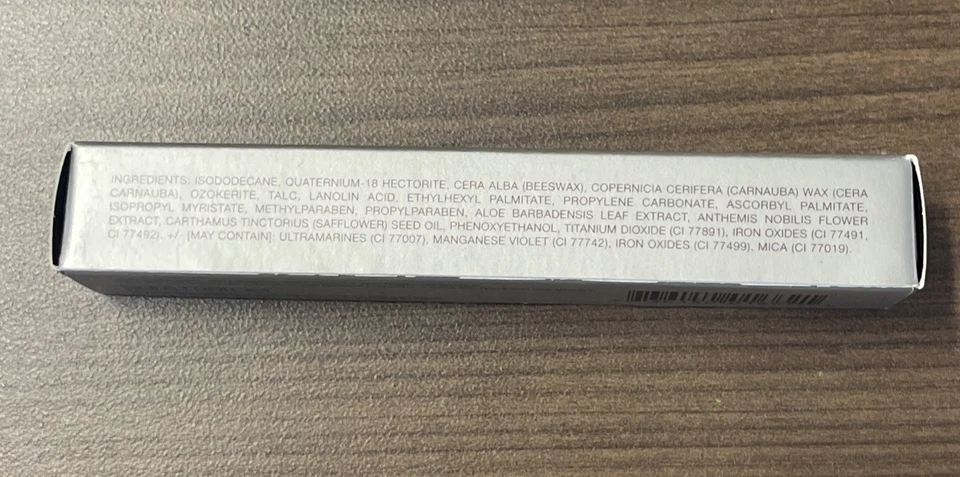 INGREDIENTS: ISODODECANE, QUATERNIUM-18 HECTORITE, CERA ALBA (BEESWAX), COPERNICIA CERIFERA (CARNAUBA) WAX (CERA
CARNAUBA), OZOKERITE, TALC, LANOLIN ACID, ETHYLHEXYL PALMITATE, PROPYLENE CARBONATE, ASCORBYL PALMITATE,
ISOPROPYL MYRISTATE, METHYLPARABEN, PROPYLPARABEN, ALOE BARBADENSIS LEAF EXTRACT, ANTHEMIS NOBILIS FLOWER
EXTRACT, CARTHAMUS TINCTORIUS (SAFFLOWER) SEED OIL, PHENOXYETHANOL, TITANIUM DIOXIDE (CI 77891), IRON OXIDES (CI 77491,
CI 77492). +/- [MAY CONTAIN]: ULTRAMARINES (CI 77007), MANGANESE VIOLET (CI 77742), IRON OXIDES (CI 77499), MICA (CI 77019).